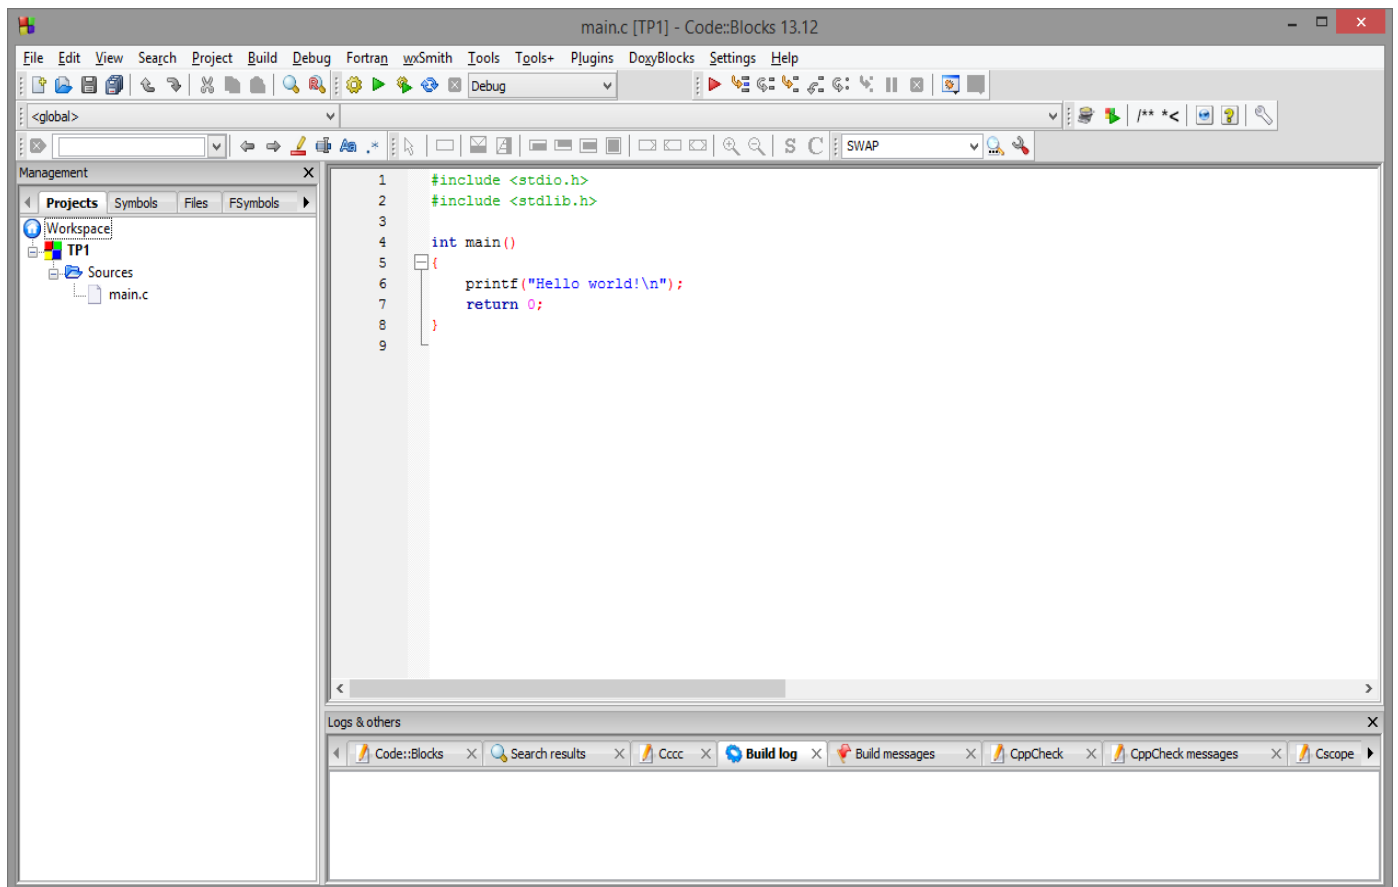 main.c [TP1] - Code::Blocks 13.12
File Edit View Search Project Build Debug Fortran wxSmith Tools Tools+ Plugins DoxyBlocks Settings Help
Debug
<global>
/** *<
SWAP
Management
Projects Symbols Files FSymbols
Workspace
TP1
Sources
main.c
1 #include <stdio.h>
2 #include <stdlib.h>
3
4 int main()
5 {
6 printf("Hello world!\n");
7 return 0;
8 }
9
Logs & others
Code::Blocks Search results Cccc Build log Build messages CppCheck CppCheck messages Cscope